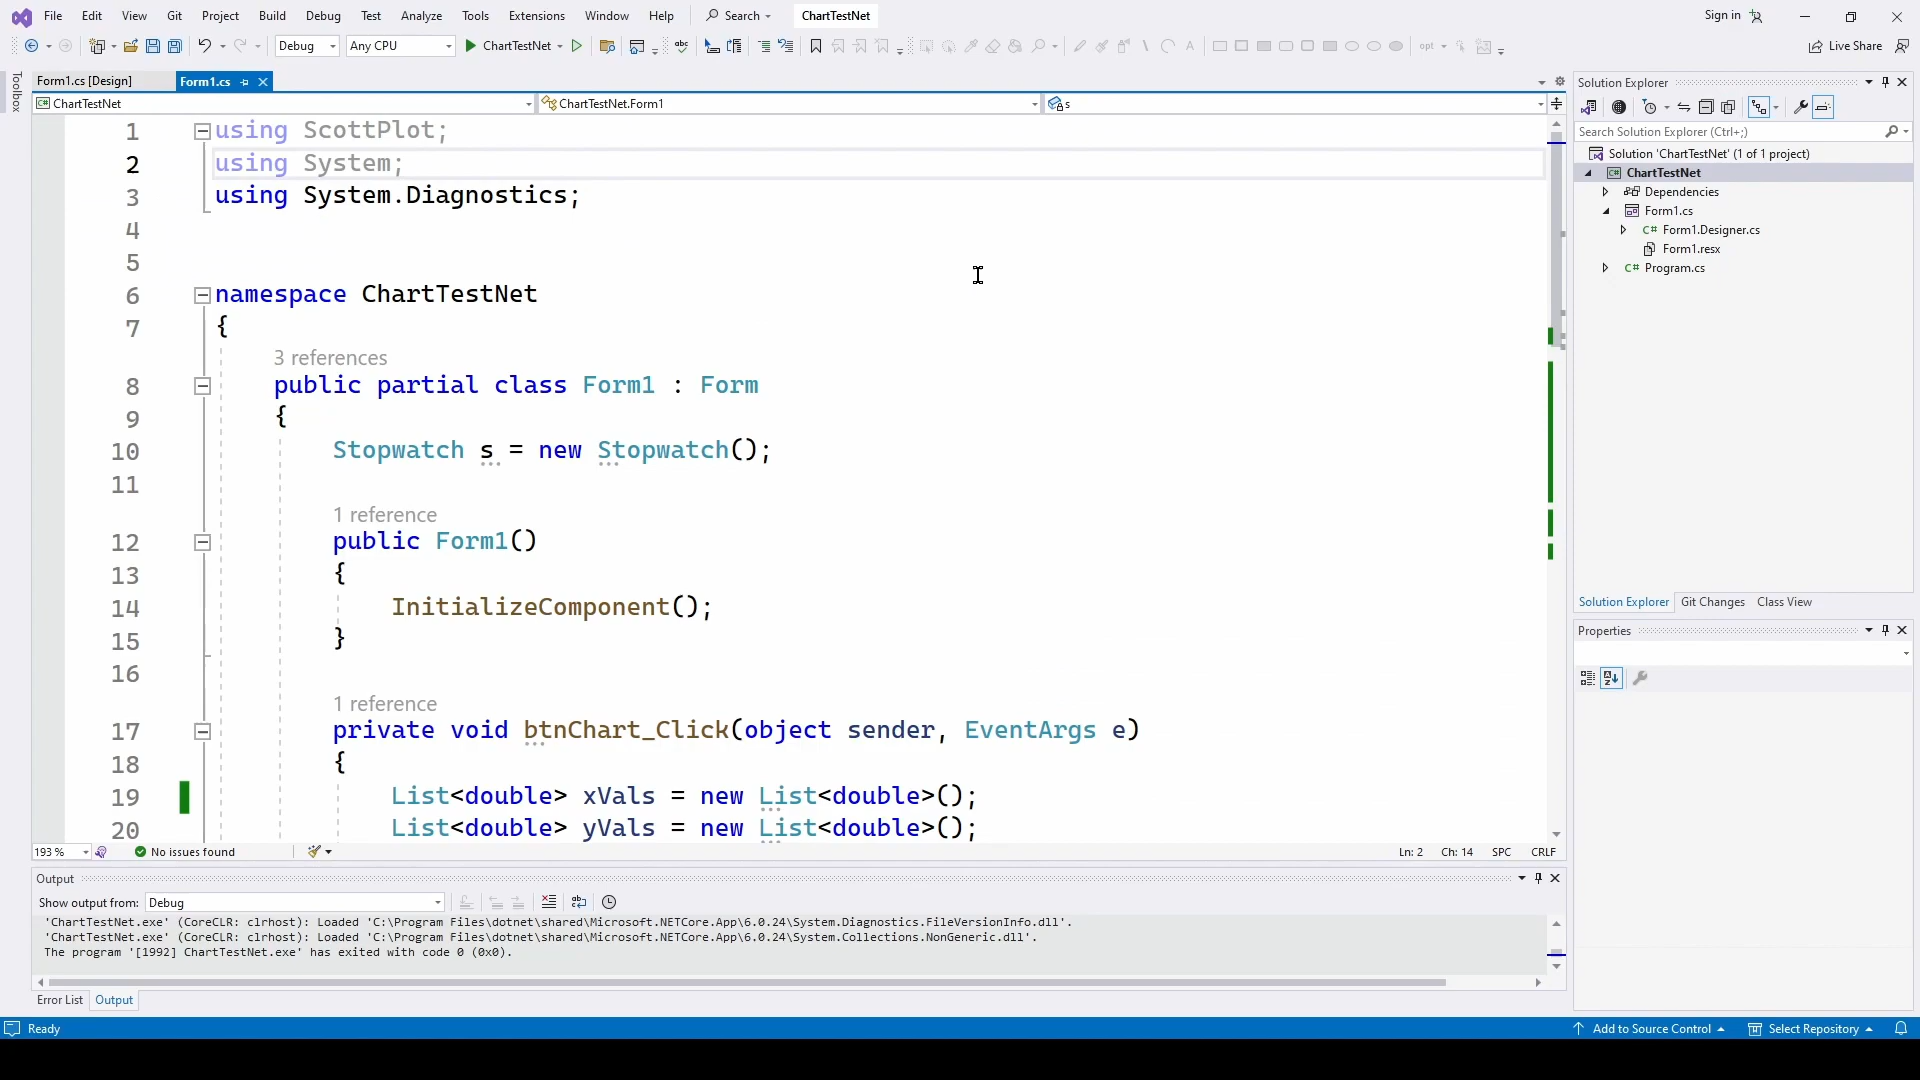 File Edit View Git Project Build Debug Test Analyze Tools Extensions Window Help Search ChartTestNet Sign in
Debug Any CPU ChartTestNet abc opt Live Share
Toolbox
Form1.cs [Design] Form1.cs
ChartTestNet ChartTestNet.Form1 s
1 using ScottPlot;
2 using System;
3 using System.Diagnostics;
4
5
6 namespace ChartTestNet
7 {
3 references
8 public partial class Form1 : Form
9 {
10 Stopwatch s = new Stopwatch();
11
1 reference
12 public Form1()
13 {
14 InitializeComponent();
15 }
16
1 reference
17 private void btnChart_Click(object sender, EventArgs e)
18 {
19 List<double> xVals = new List<double>();
20 List<double> yVals = new List<double>();
193 % No issues found Ln: 2 Ch: 14 SPC CRLF
Output
Show output from: Debug
'ChartTestNet.exe' (CoreCLR: clrhost): Loaded 'C:\Program Files\dotnet\shared\Microsoft.NETCore.App\6.0.24\System.Diagnostics.FileVersionInfo.dll'.
'ChartTestNet.exe' (CoreCLR: clrhost): Loaded 'C:\Program Files\dotnet\shared\Microsoft.NETCore.App\6.0.24\System.Collections.NonGeneric.dll'.
The program '[1992] ChartTestNet.exe' has exited with code 0 (0x0).
Error List Output
Solution Explorer
Search Solution Explorer (Ctrl+;)
Solution 'ChartTestNet' (1 of 1 project)
ChartTestNet
Dependencies
Form1.cs
C# Form1.Designer.cs
Form1.resx
C# Program.cs
Solution Explorer Git Changes Class View
Properties
Ready Add to Source Control Select Repository